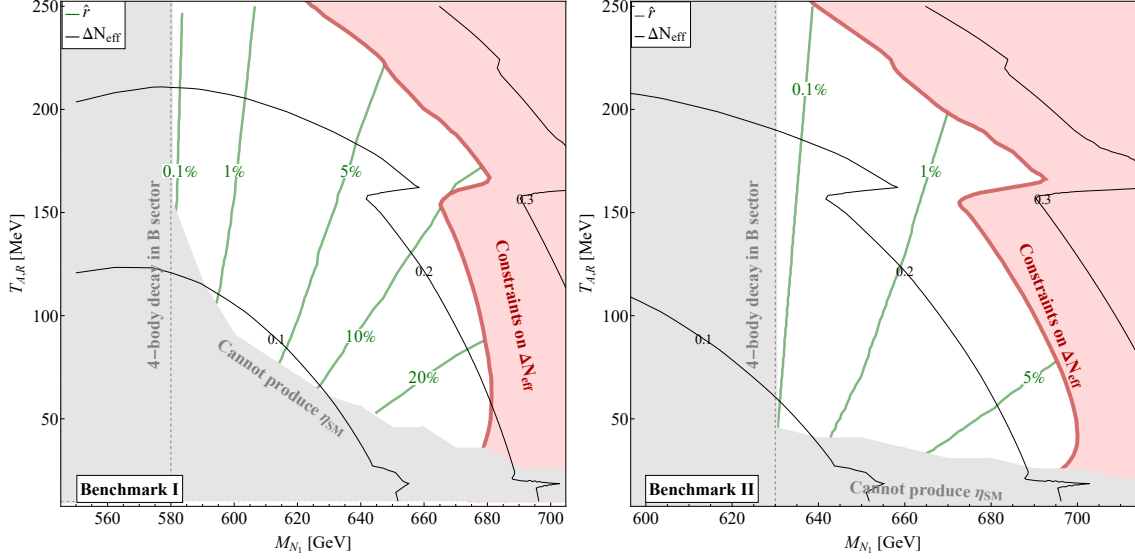 r̂
ΔN_eff
250
200
150
100
50
T_{A,R} [MeV]
4-body decay in B sector
0.1%
1%
5%
10%
20%
0.1
0.2
0.3
Cannot produce η_SM
Constraints on ΔN_eff
Benchmark I
560
580
600
620
640
660
680
700
M_{N_1} [GeV]
r̂
ΔN_eff
250
200
150
100
50
T_{A,R} [MeV]
4-body decay in B sector
0.1%
1%
5%
0.1
0.2
0.3
Constraints on ΔN_eff
Cannot produce η_SM
Benchmark II
600
620
640
660
680
700
M_{N_1} [GeV]